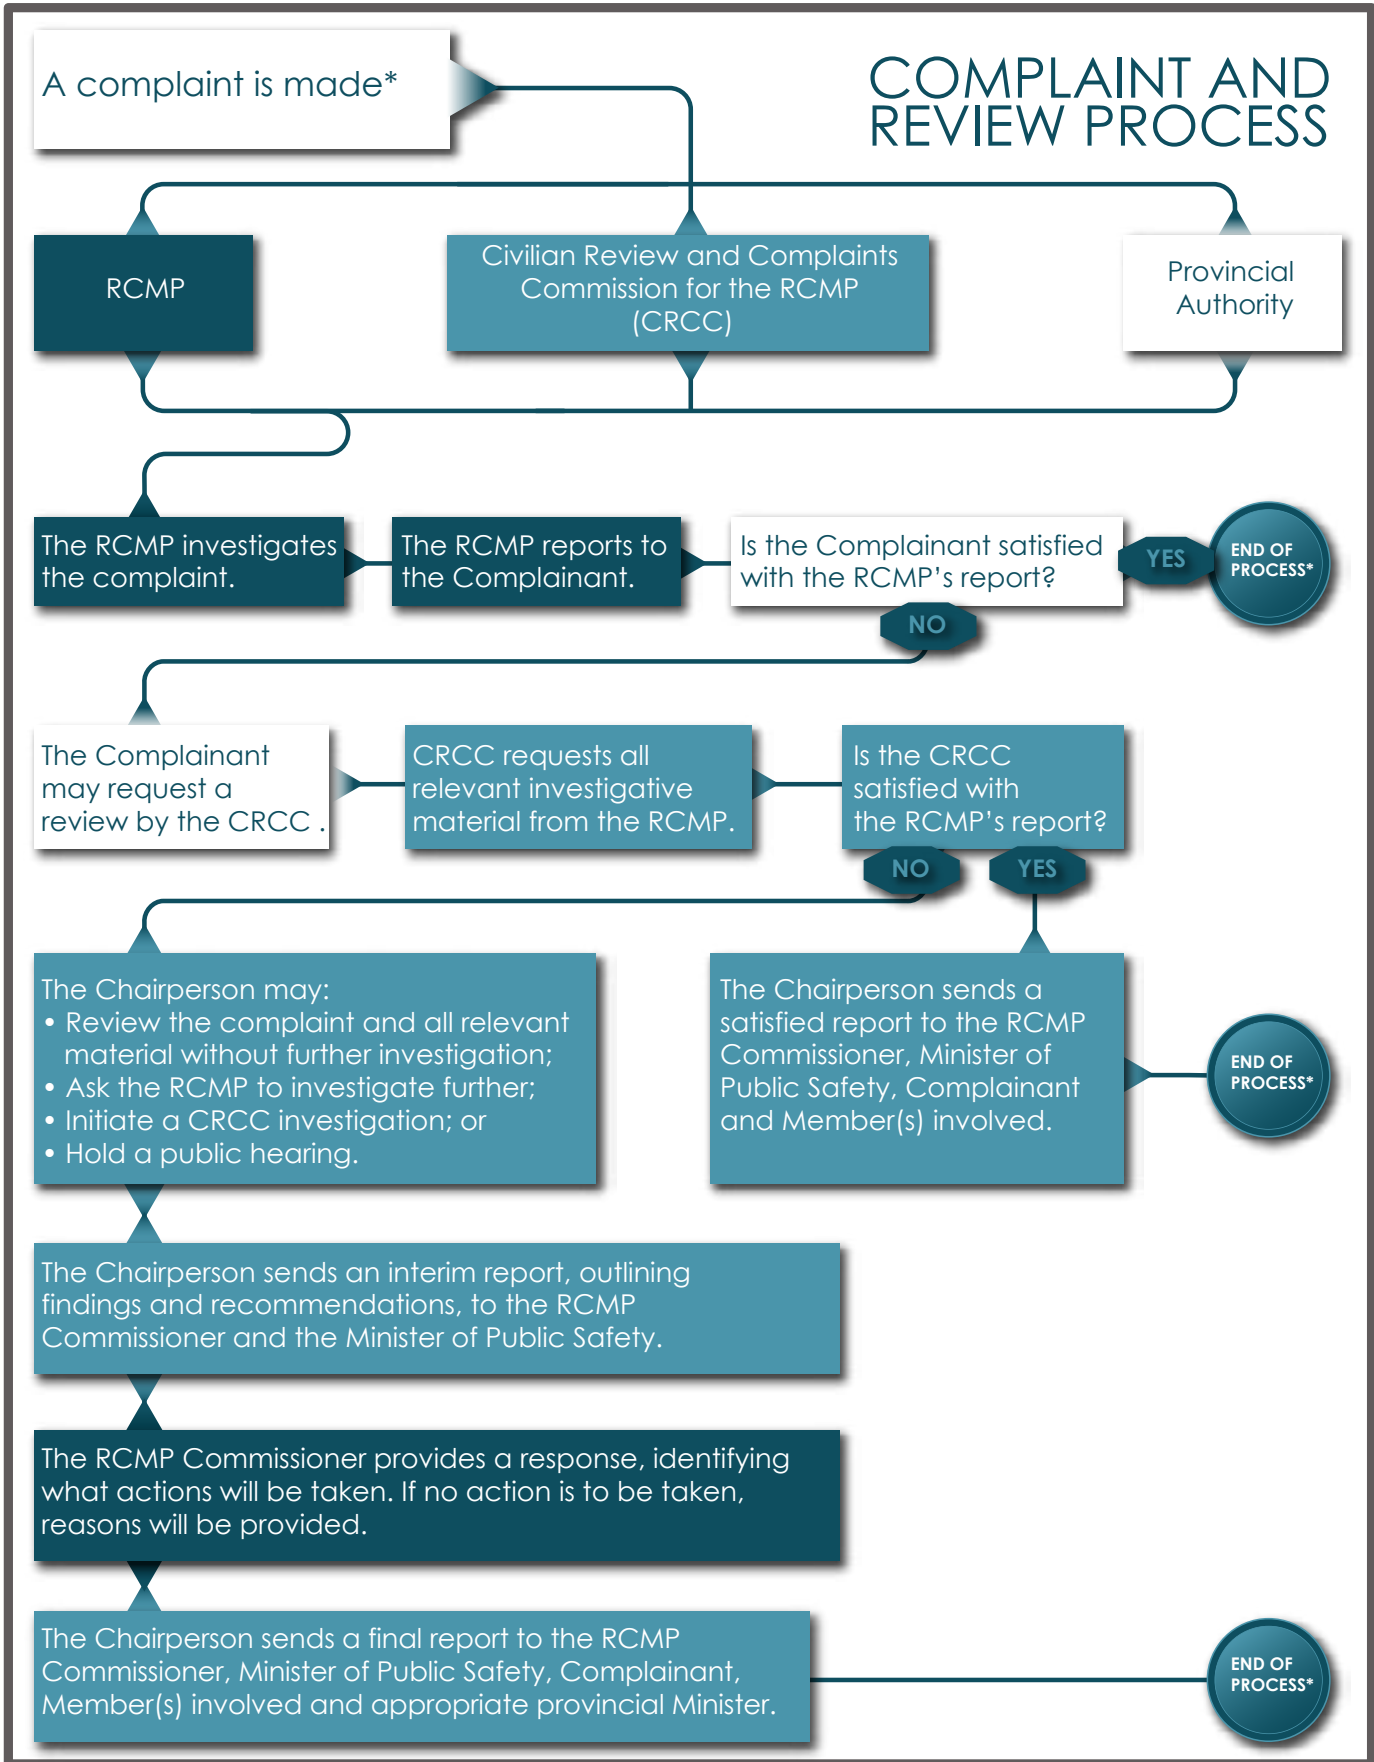 A complaint is made*
COMPLAINT AND
REVIEW PROCESS
RCMP
Civilian Review and Complaints
Commission for the RCMP
(CRCC)
Provincial
Authority
The RCMP investigates
the complaint.
The RCMP reports to
the Complainant.
Is the Complainant satisfied
with the RCMP's report?
YES
END OF
PROCESS*
NO
The Complainant
may request a
review by the CRCC .
CRCC requests all
relevant investigative
material from the RCMP.
Is the CRCC
satisfied with
the RCMP's report?
NO
YES
The Chairperson may:
• Review the complaint and all relevant
material without further investigation;
• Ask the RCMP to investigate further;
• Initiate a CRCC investigation; or
• Hold a public hearing.
The Chairperson sends a
satisfied report to the RCMP
Commissioner, Minister of
Public Safety, Complainant
and Member(s) involved.
END OF
PROCESS*
The Chairperson sends an interim report, outlining
findings and recommendations, to the RCMP
Commissioner and the Minister of Public Safety.
The RCMP Commissioner provides a response, identifying
what actions will be taken. If no action is to be taken,
reasons will be provided.
The Chairperson sends a final report to the RCMP
Commissioner, Minister of Public Safety, Complainant,
Member(s) involved and appropriate provincial Minister.
END OF
PROCESS*